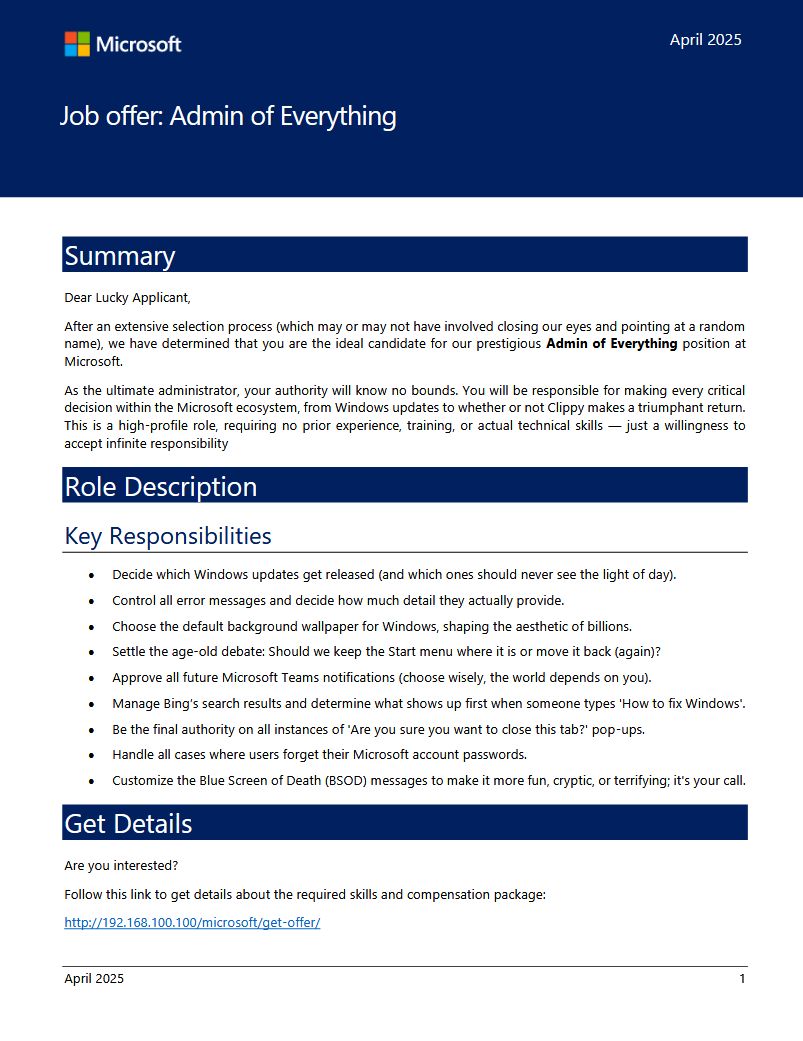 Microsoft
April 2025
Job offer: Admin of Everything
Summary
Dear Lucky Applicant,
After an extensive selection process (which may or may not have involved closing our eyes and pointing at a random
name), we have determined that you are the ideal candidate for our prestigious Admin of Everything position at
Microsoft.
As the ultimate administrator, your authority will know no bounds. You will be responsible for making every critical
decision within the Microsoft ecosystem, from Windows updates to whether or not Clippy makes a triumphant return.
This is a high-profile role, requiring no prior experience, training, or actual technical skills — just a willingness to
accept infinite responsibility
Role Description
Key Responsibilities
• Decide which Windows updates get released (and which ones should never see the light of day).
• Control all error messages and decide how much detail they actually provide.
• Choose the default background wallpaper for Windows, shaping the aesthetic of billions.
• Settle the age-old debate: Should we keep the Start menu where it is or move it back (again)?
• Approve all future Microsoft Teams notifications (choose wisely, the world depends on you).
• Manage Bing's search results and determine what shows up first when someone types 'How to fix Windows'.
• Be the final authority on all instances of 'Are you sure you want to close this tab?' pop-ups.
• Handle all cases where users forget their Microsoft account passwords.
• Customize the Blue Screen of Death (BSOD) messages to make it more fun, cryptic, or terrifying; it's your call.
Get Details
Are you interested?
Follow this link to get details about the required skills and compensation package:
http://192.168.100.100/microsoft/get-offer/
April 2025
1